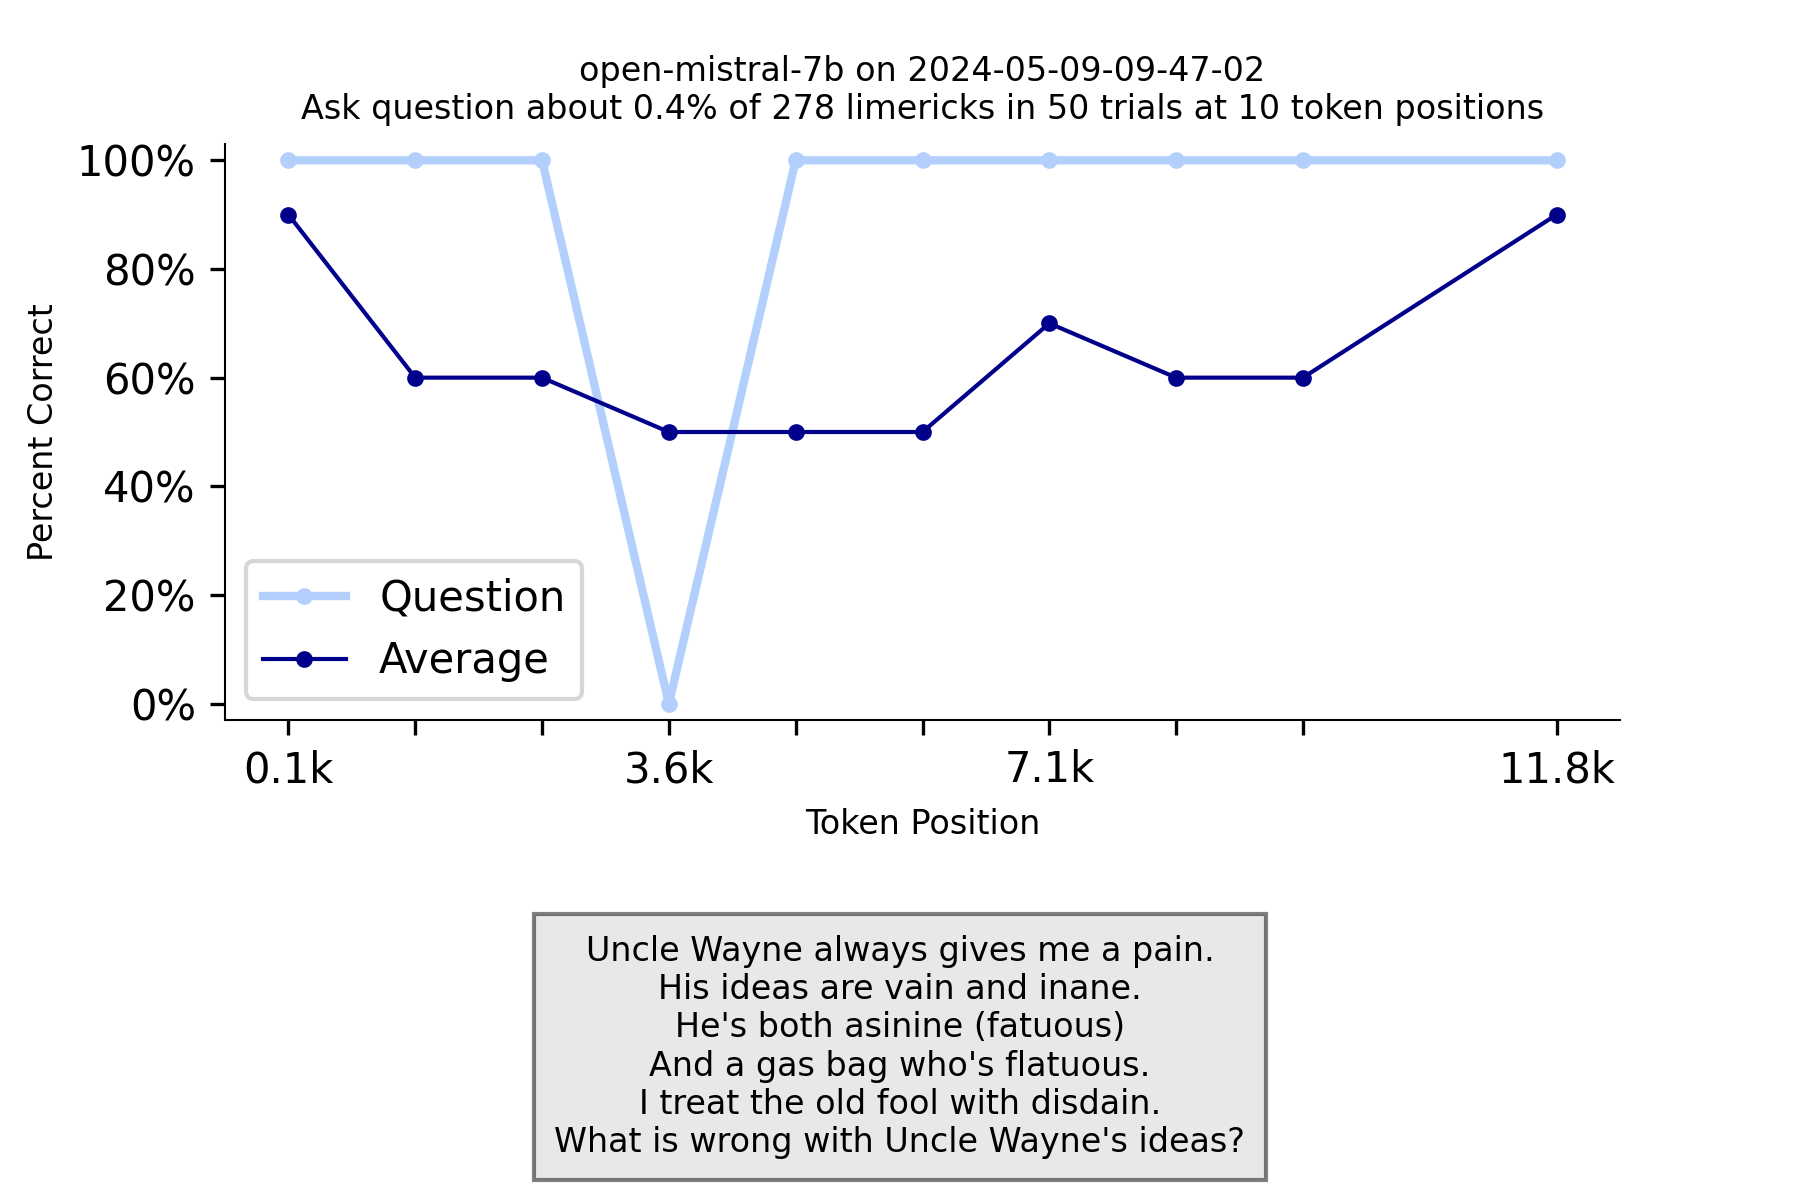 open-mistral-7b on 2024-05-09-09-47-02
Ask question about 0.4% of 278 limericks in 50 trials at 10 token positions
100%
80%
60%
40%
20%
0%
Percent Correct
Question
Average
0.1k
3.6k
7.1k
11.8k
Token Position
Uncle Wayne always gives me a pain.
His ideas are vain and inane.
He's both asinine (fatuous)
And a gas bag who's flatuous.
I treat the old fool with disdain.
What is wrong with Uncle Wayne's ideas?